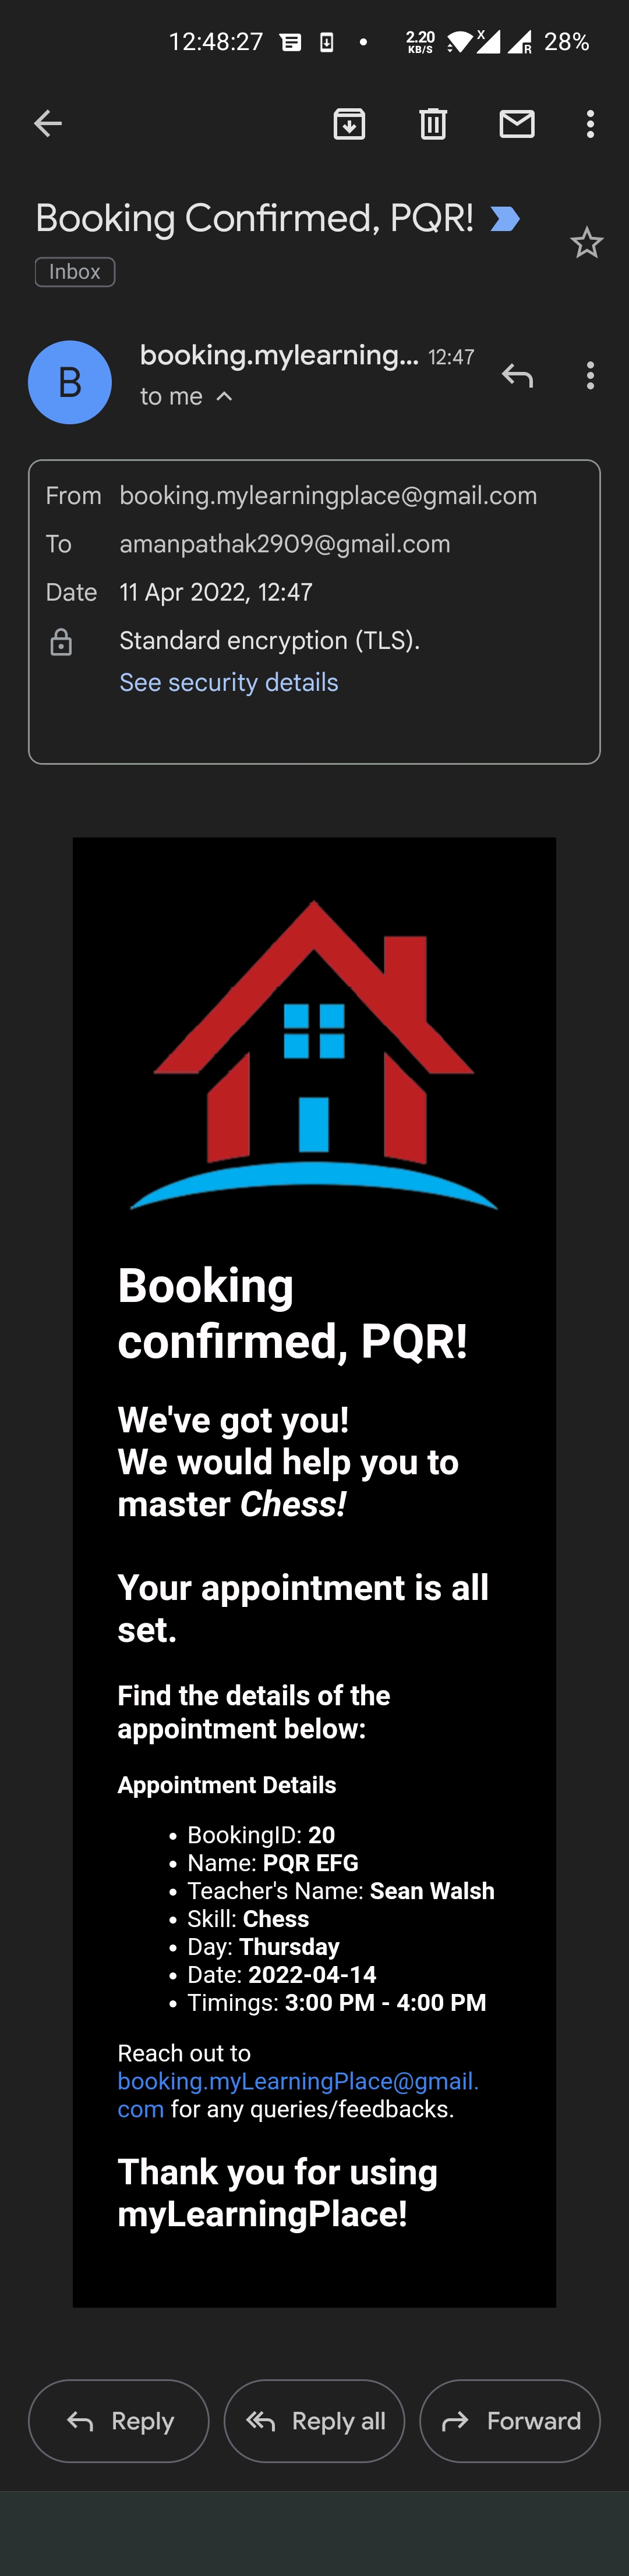 12:48:27 2.20 KB/S X R 28%
Booking Confirmed, PQR!
Inbox
B
booking.mylearning... 12:47
to me
From booking.mylearningplace@gmail.com
To amanpathak2909@gmail.com
Date 11 Apr 2022, 12:47
Standard encryption (TLS).
See security details
Booking
confirmed, PQR!
We've got you!
We would help you to
master Chess!
Your appointment is all
set.
Find the details of the
appointment below:
Appointment Details
• BookingID: 20
• Name: PQR EFG
• Teacher's Name: Sean Walsh
• Skill: Chess
• Day: Thursday
• Date: 2022-04-14
• Timings: 3:00 PM - 4:00 PM
Reach out to
booking.myLearningPlace@gmail.
com for any queries/feedbacks.
Thank you for using
myLearningPlace!
Reply Reply all Forward